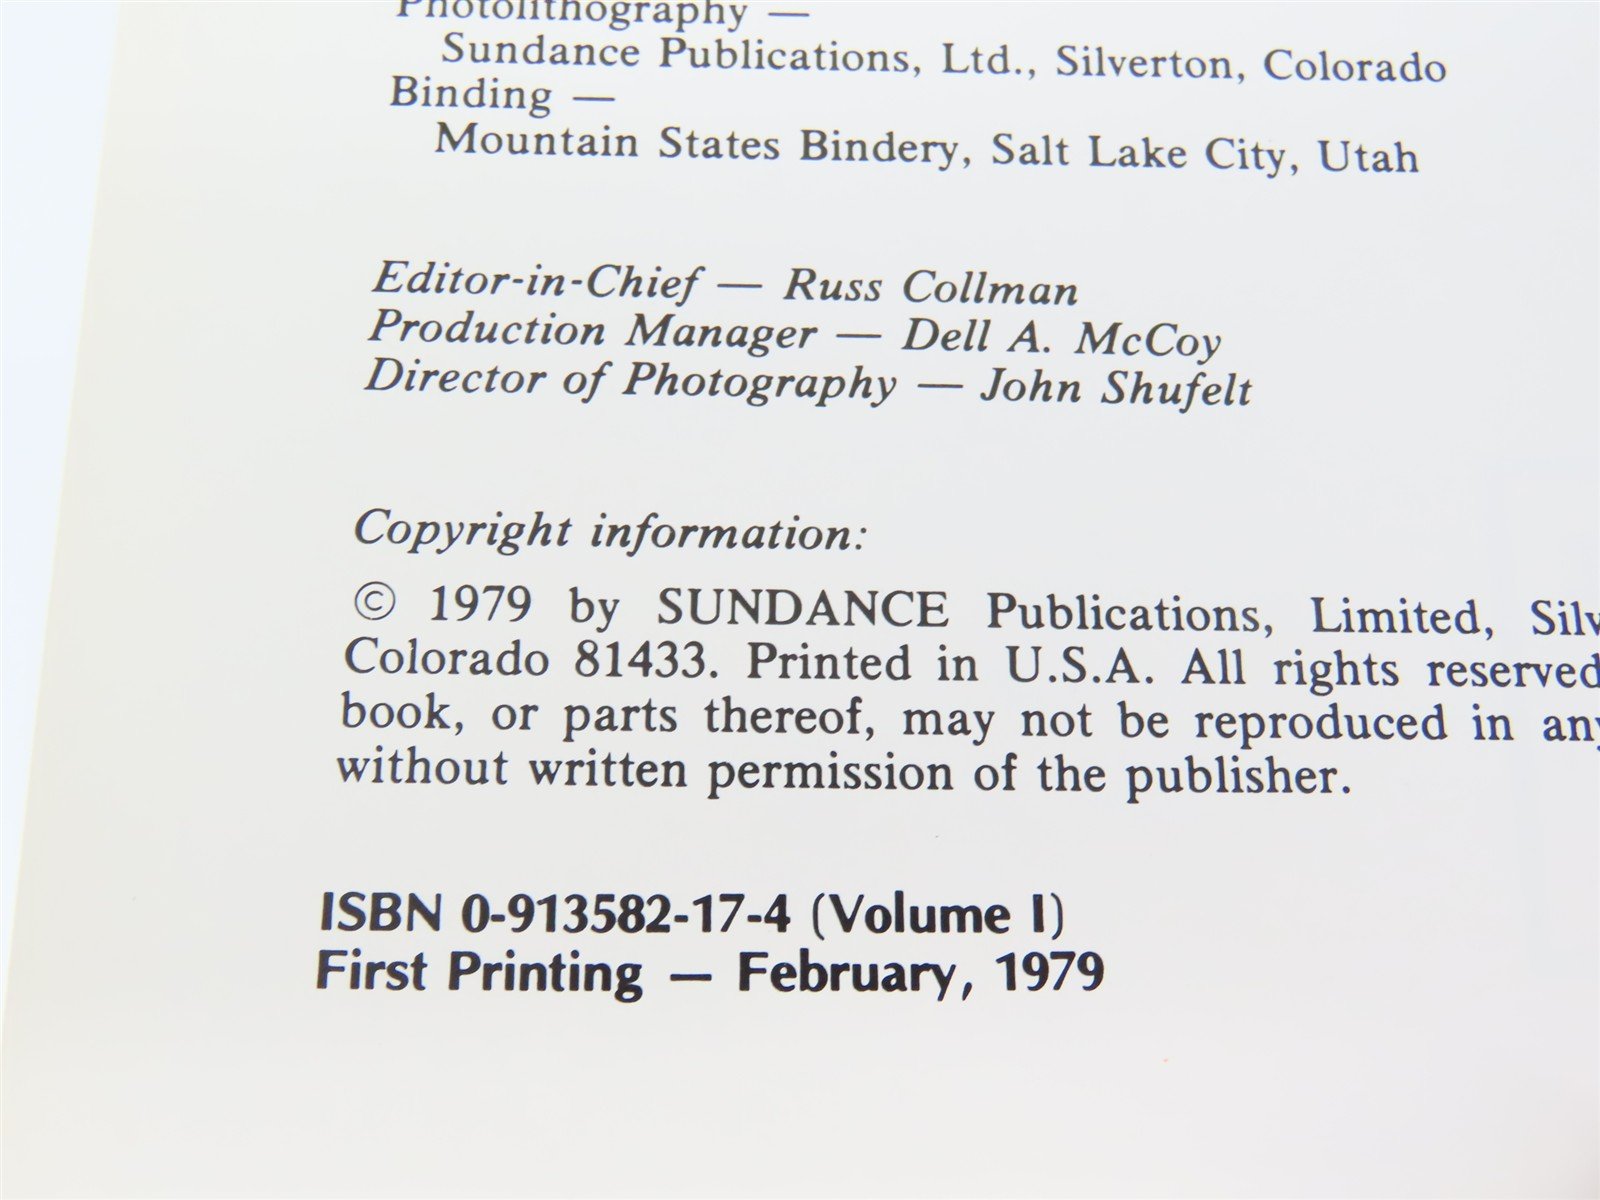 Photolithography —
Sundance Publications, Ltd., Silverton, Colorado
Binding —
Mountain States Bindery, Salt Lake City, Utah
Editor-in-Chief — Russ Collman
Production Manager — Dell A. McCoy
Director of Photography — John Shufelt
Copyright information:
© 1979 by SUNDANCE Publications, Limited,
Colorado 81433. Printed in U.S.A. All rights reserved
book, or parts thereof, may not be reproduced in any
without written permission of the publisher.
ISBN 0-913582-17-4 (Volume I)
First Printing — February, 1979